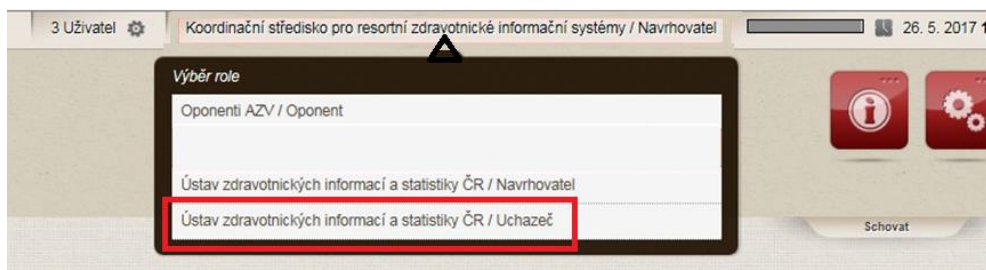 3 Uživatel
Koordinační středisko pro resortní zdravotnické informační systémy / Navrhovatel
26. 5. 2017 1
Výběr role
Oponenti AZV / Oponent
Ústav zdravotnických informací a statistiky ČR / Navrhovatel
Ústav zdravotnických informací a statistiky ČR / Uchazeč
Schovat